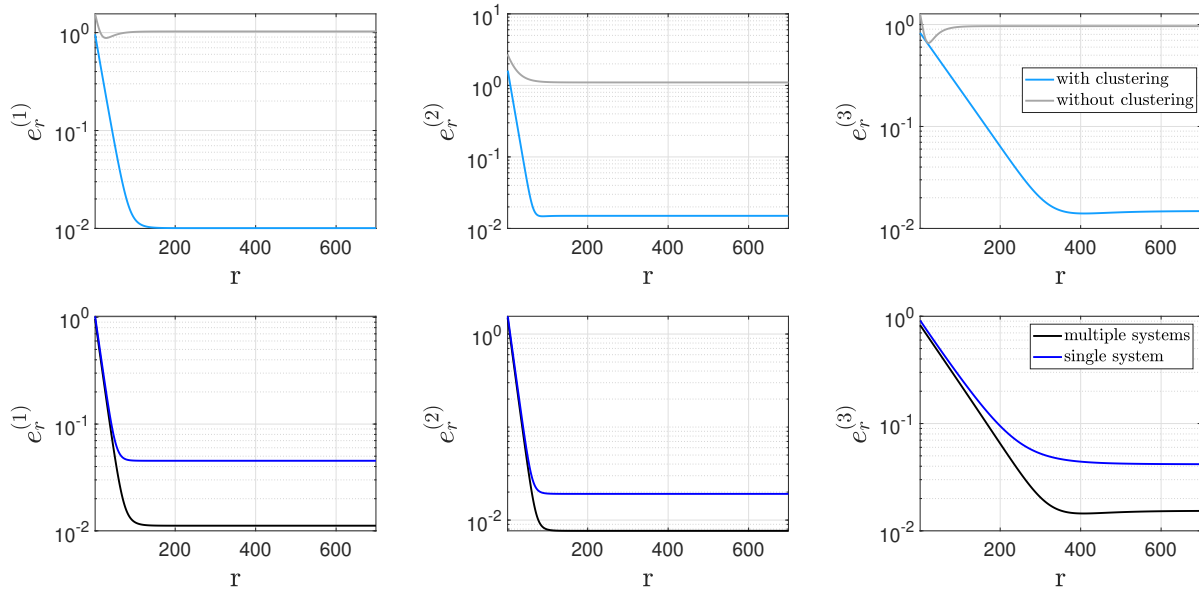 10^0
10^-1
10^-2
e_r^(1)
200
400
600
r
10^1
10^0
10^-1
10^-2
e_r^(2)
200
400
600
r
10^0
10^-1
10^-2
e_r^(3)
with clustering
without clustering
200
400
600
r
10^0
10^-1
10^-2
e_r^(1)
200
400
600
r
10^0
10^-2
e_r^(2)
200
400
600
r
10^0
10^-1
10^-2
e_r^(3)
multiple systems
single system
200
400
600
r